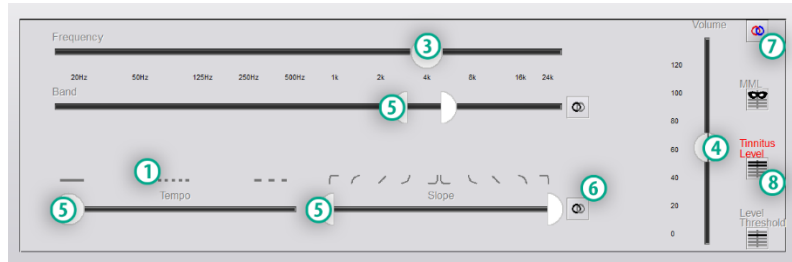 Frequency
Volume
3
7
20Hz 50Hz 125Hz 250Hz 500Hz 1k 2k 4k 8k 16k 24k
120
Band
MML
100
5
80
Tinnitus
Level
4
1
60
8
6
Tempo
Slope
40
5
5
20
Level
Threshold
0